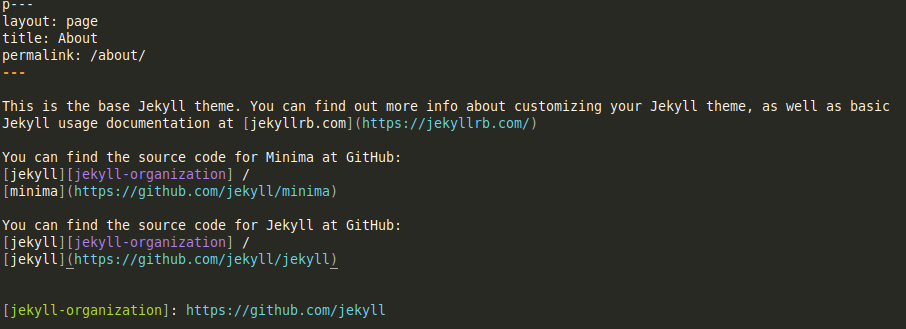 p---
layout: page
title: About
permalink: /about/
---
This is the base Jekyll theme. You can find out more info about customizing your Jekyll theme, as well as basic
Jekyll usage documentation at [jekyllrb.com](https://jekyllrb.com/)
You can find the source code for Minima at GitHub:
[jekyll][jekyll-organization] /
[minima](https://github.com/jekyll/minima)
You can find the source code for Jekyll at GitHub:
[jekyll][jekyll-organization] /
[jekyll](https://github.com/jekyll/jekyll)
[jekyll-organization]: https://github.com/jekyll